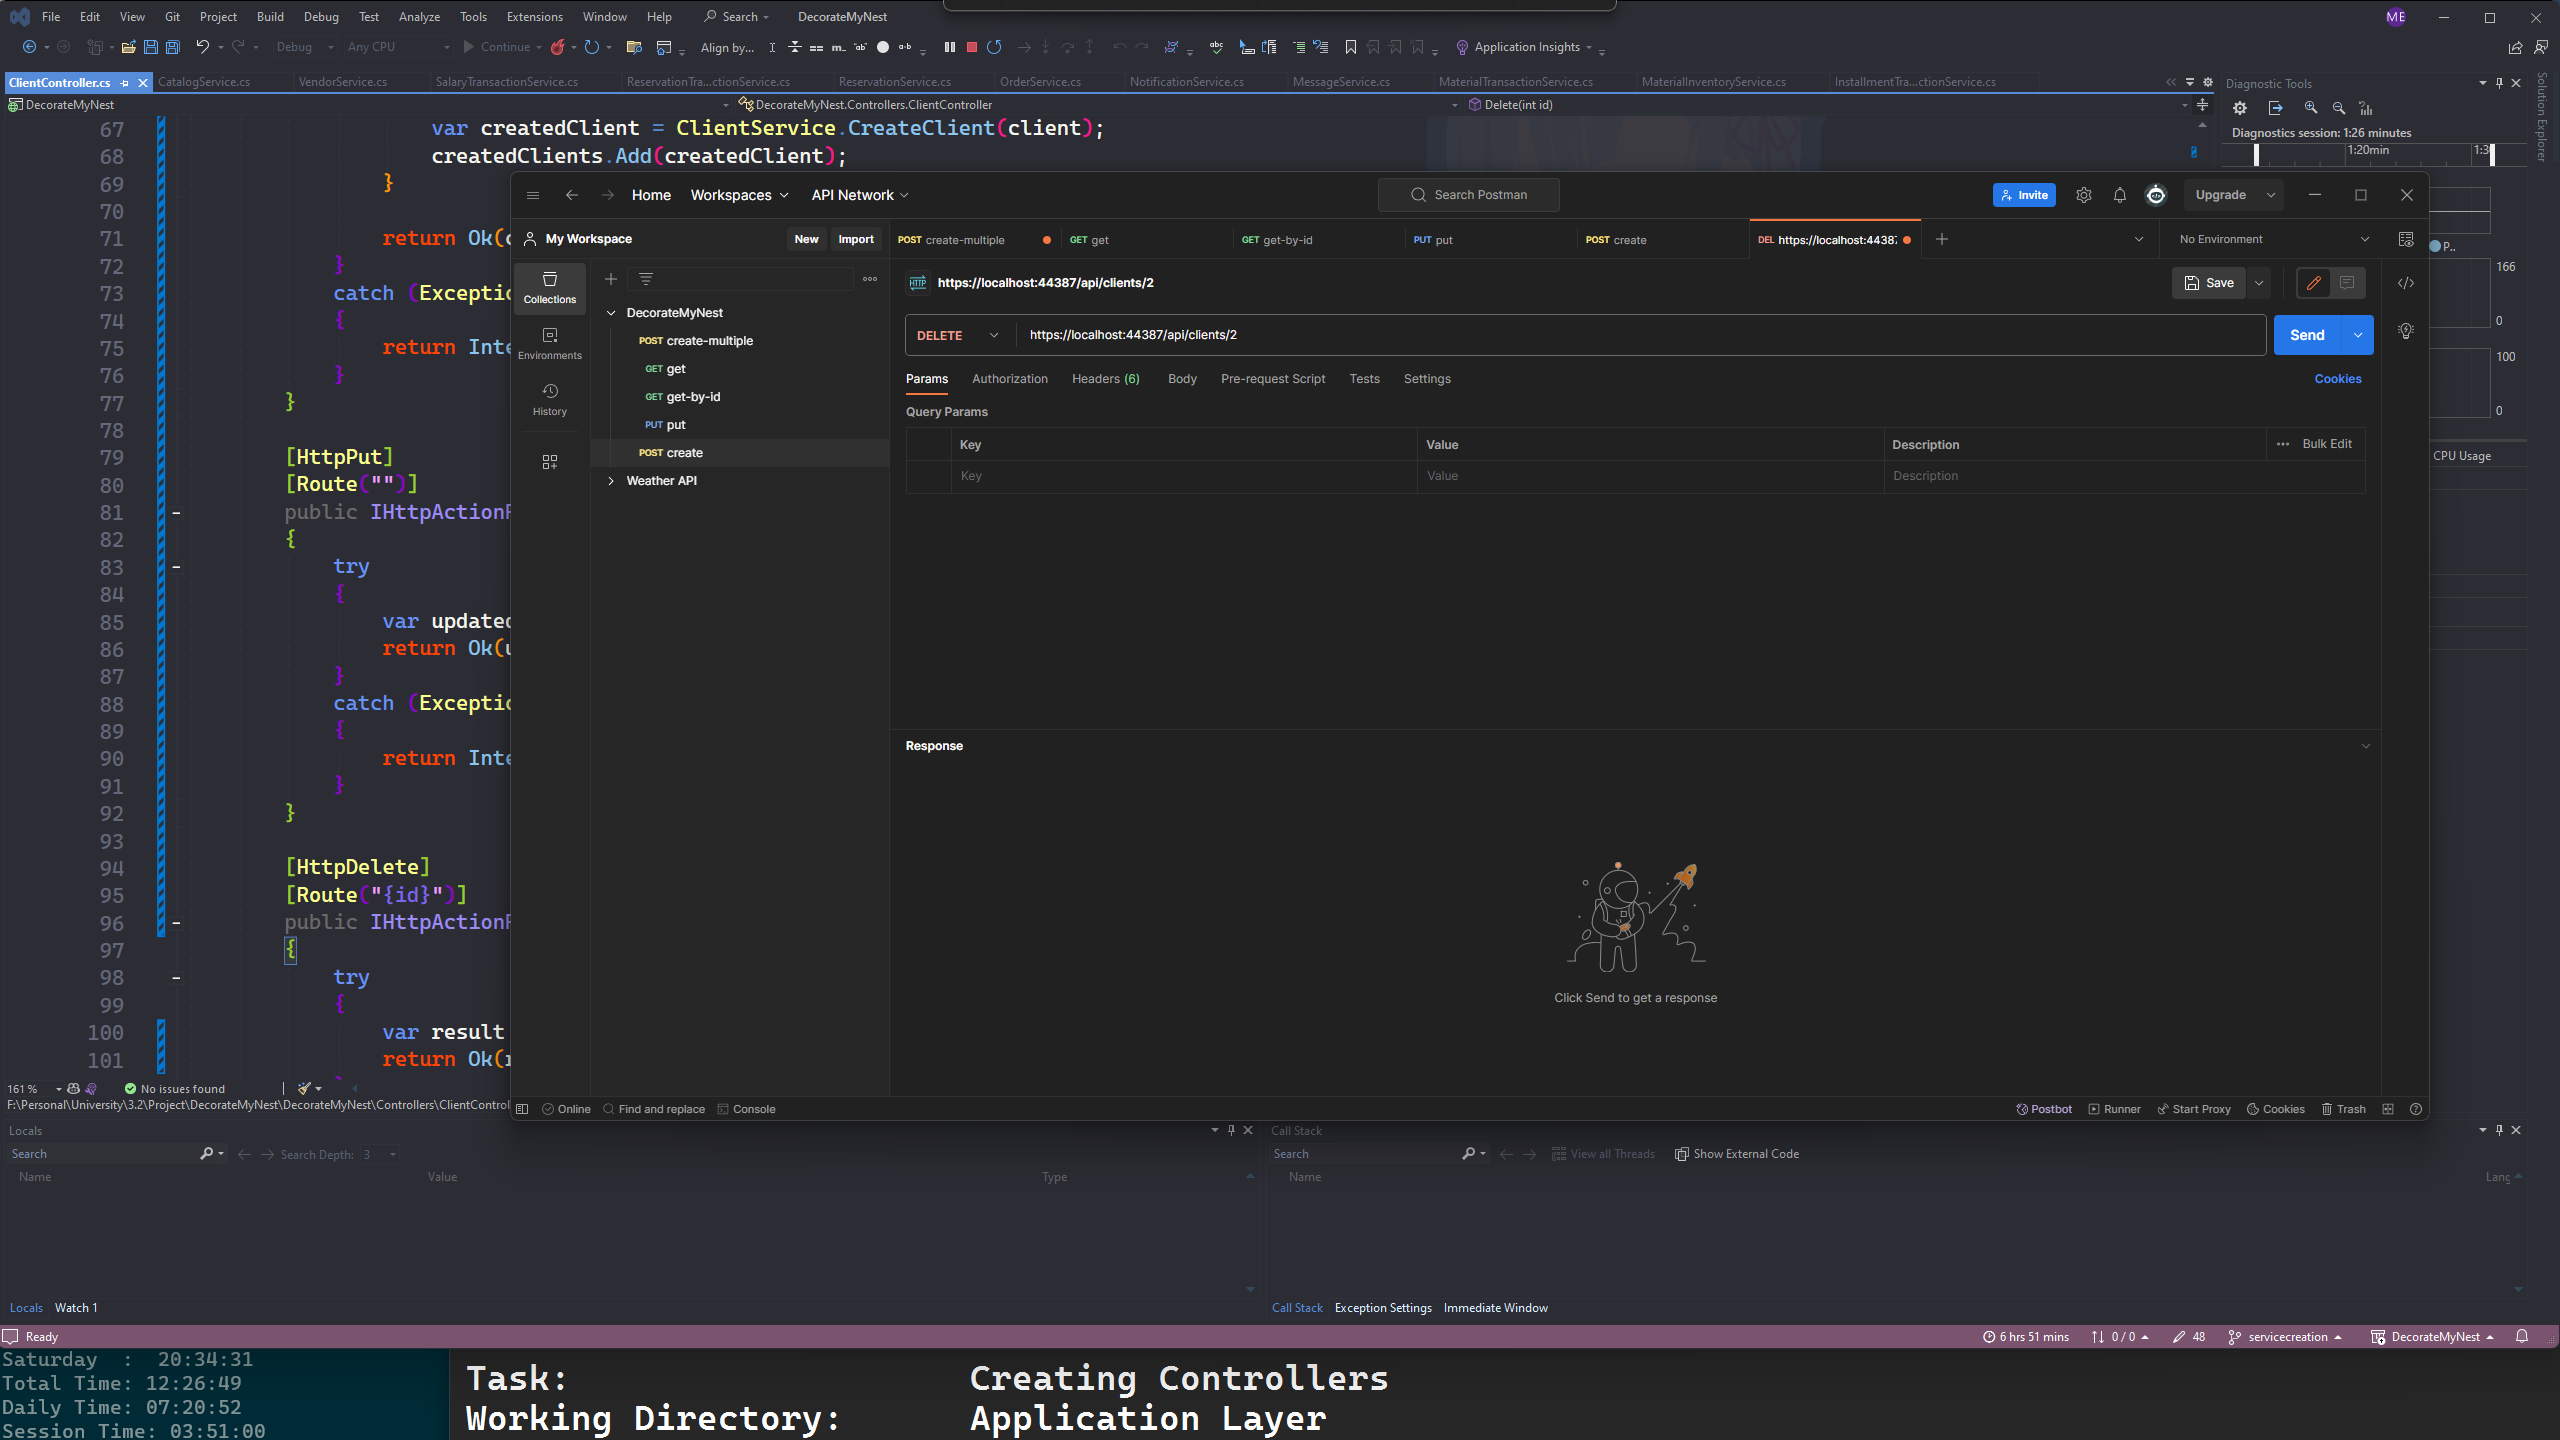 File Edit View Git Project Build Debug Test Analyze Tools Extensions Window Help Search DecorateMyNest ME
Debug Any CPU Continue Align by... Application Insights
ClientController.cs CatalogService.cs VendorService.cs SalaryTransactionService.cs ReservationTra...ctionService.cs ReservationService.cs OrderService.cs NotificationService.cs MessageService.cs MaterialTransactionService.cs MaterialInventoryService.cs InstallmentTra...ctionService.cs
DecorateMyNest DecorateMyNest.Controllers.ClientController Delete(int id)
Diagnostic Tools
Solution Explorer
Diagnostics session: 1:26 minutes
1:20min 1:3
P..
166
0
100
0
CPU Usage
67 var createdClient = ClientService.CreateClient(client);
68 createdClients.Add(createdClient);
69 }
70
71 return Ok(
72 }
73 catch (Exceptio
74 {
75 return Inte
76 }
77 }
78
79 [HttpPut]
80 [Route("")]
81 public IHttpActionR
82 {
83 try
84 {
85 var updated
86 return Ok(u
87 }
88 catch (Exceptio
89 {
90 return Inte
91 }
92 }
93
94 [HttpDelete]
95 [Route("{id}")]
96 public IHttpActionR
97 {
98 try
99 {
100 var result
101 return Ok(r
161 % No issues found
F:\Personal\University\3.2\Project\DecorateMyNest\DecorateMyNest\Controllers\ClientControl
Home Workspaces API Network Search Postman Invite Upgrade
My Workspace New Import
POST create-multiple GET get GET get-by-id PUT put POST create DEL https://localhost:44387 No Environment
Collections
Environments
History
DecorateMyNest
POST create-multiple
GET get
GET get-by-id
PUT put
POST create
Weather API
HTTP https://localhost:44387/api/clients/2 Save
DELETE https://localhost:44387/api/clients/2 Send
Params Authorization Headers (6) Body Pre-request Script Tests Settings Cookies
Query Params
Key Value Description Bulk Edit
Key Value Description
Response
Click Send to get a response
Online Find and replace Console Postbot Runner Start Proxy Cookies Trash
Locals
Search Search Depth: 3
Name Value Type
Locals Watch 1
Call Stack
Search View all Threads Show External Code
Name Lang
Call Stack Exception Settings Immediate Window
Ready 6 hrs 51 mins 0 / 0 48 servicecreation DecorateMyNest
Saturday : 20:34:31
Total Time: 12:26:49
Daily Time: 07:20:52
Session Time: 03:51:00
Task: Creating Controllers
Working Directory: Application Layer